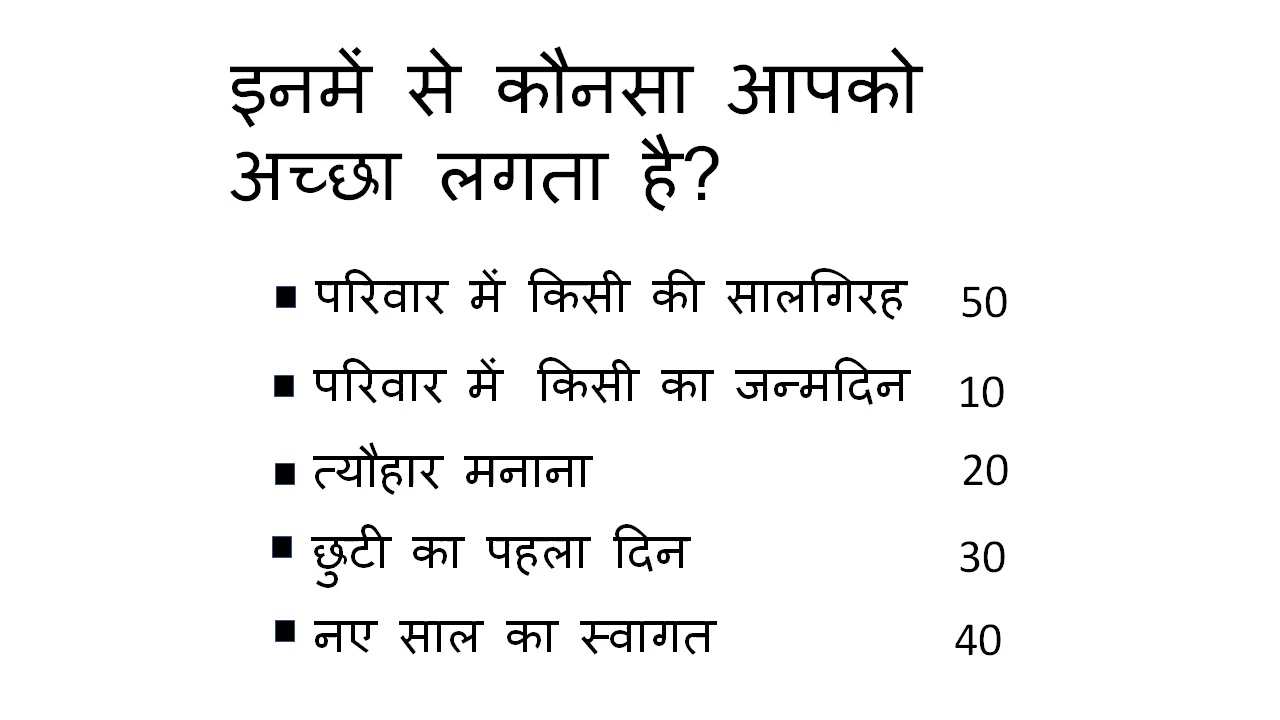 इनमें से कौनसा आपको
अच्छा लगता है?
■ परिवार में किसी की सालगिरह 50
■ परिवार में किसी का जन्मदिन 10
■ त्यौहार मनाना 20
■ छुटी का पहला दिन 30
■ नए साल का स्वागत 40